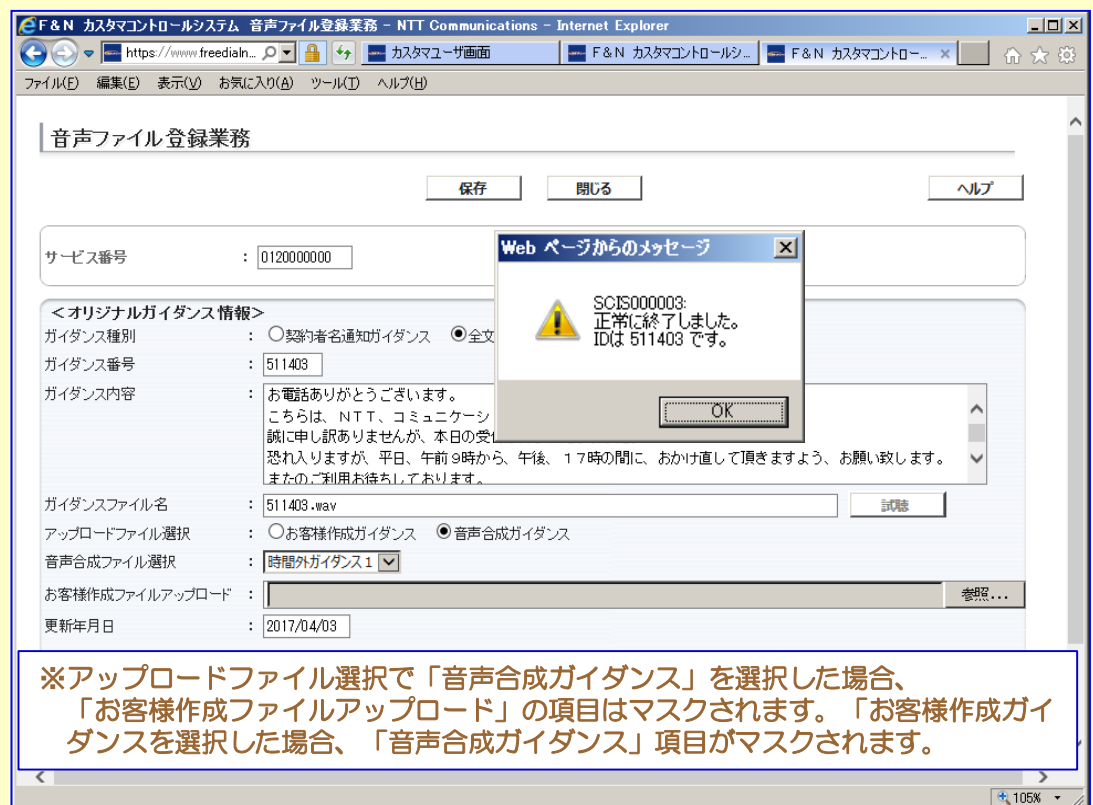 F&N カスタマコントロールシステム 音声ファイル登録業務 - NTT Communications - Internet Explorer
https://www.freedialn... カスタマユーザ画面 F&N カスタマコントロールシ... F&N カスタマコントロー...
ファイル(F) 編集(E) 表示(V) お気に入り(A) ツール(T) ヘルプ(H)
音声ファイル登録業務
保存 閉じる ヘルプ
サービス番号 : 0120000000
Web ページからのメッセージ
SCIS000003:
正常に終了しました。
IDは 511403 です。
OK
<オリジナルガイダンス情報>
ガイダンス種別 : 契約者名通知ガイダンス 全文
ガイダンス番号 : 511403
ガイダンス内容 : お電話ありがとうございます。
こちらは、NTT、コミュニケーシ
誠に申し訳ありませんが、本日の受
恐れ入りますが、平日、午前9時から、午後、17時の間に、おかけ直して頂きますよう、お願い致します。
またのご利用お待ちしております。
ガイダンスファイル名 : 511403.wav 試聴
アップロードファイル選択 : お客様作成ガイダンス 音声合成ガイダンス
音声合成ファイル選択 : 時間外ガイダンス1
お客様作成ファイルアップロード : 参照...
更新年月日 : 2017/04/03
※アップロードファイル選択で「音声合成ガイダンス」を選択した場合、
「お客様作成ファイルアップロード」の項目はマスクされます。「お客様作成ガイ
ダンスを選択した場合、「音声合成ガイダンス」項目がマスクされます。
105%